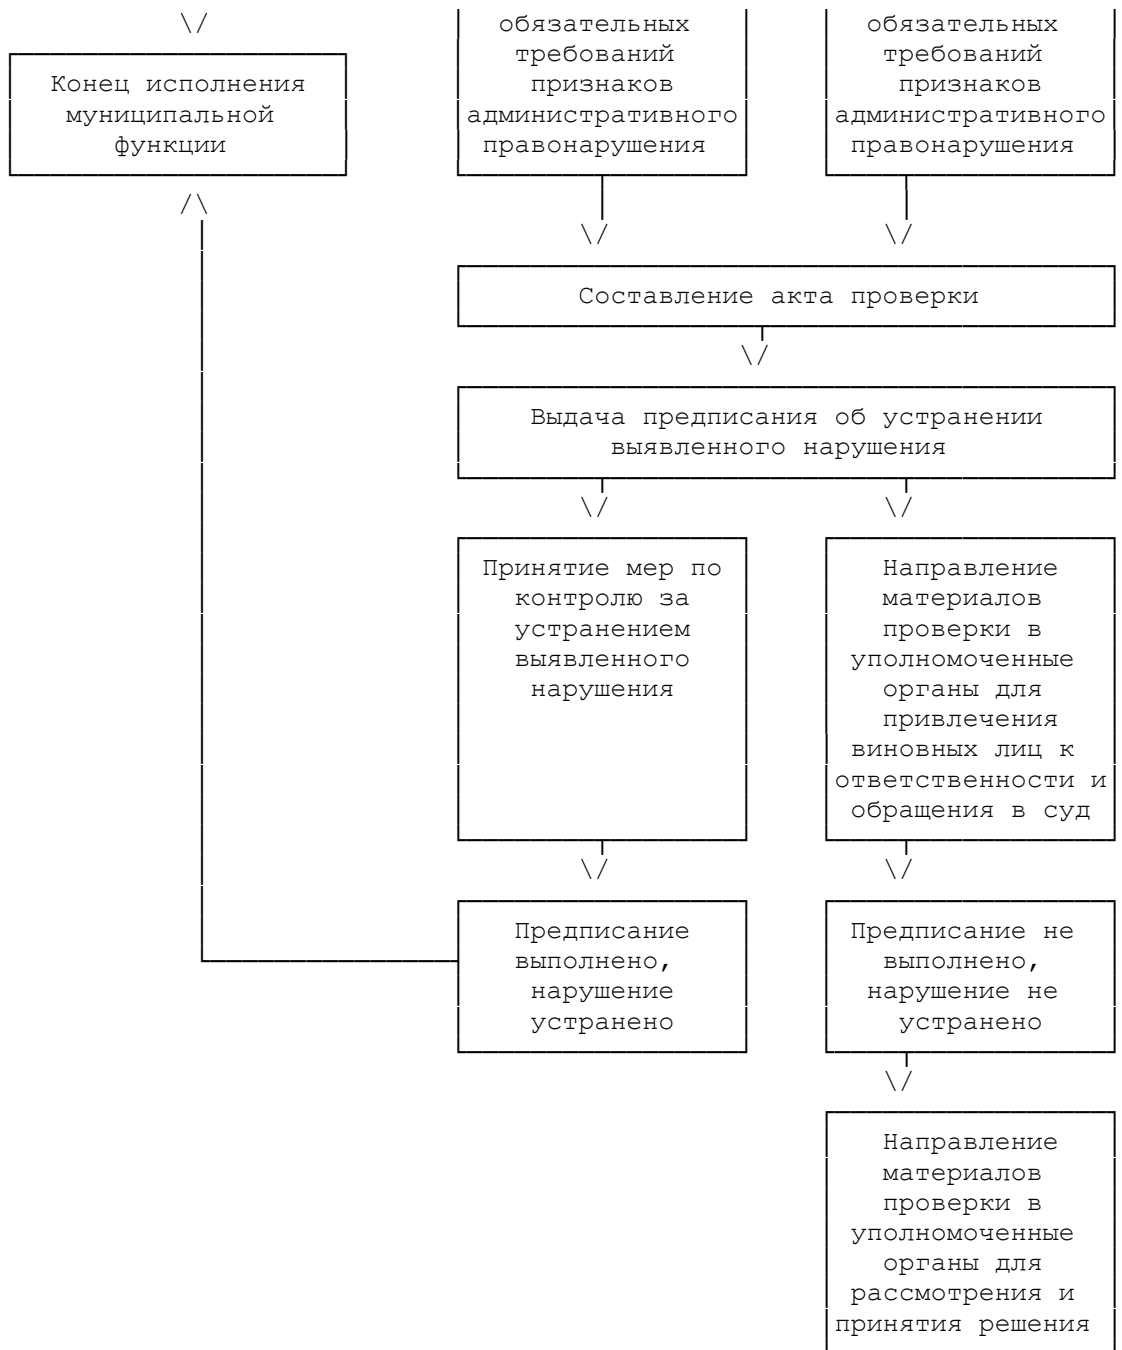 обязательных
требований
признаков
административного
правонарушения
обязательных
требований
признаков
административного
правонарушения
Конец исполнения
муниципальной
функции
Составление акта проверки
Выдача предписания об устранении
выявленного нарушения
Принятие мер по
контролю за
устранением
выявленного
нарушения
Направление
материалов
проверки в
уполномоченные
органы для
привлечения
виновных лиц к
ответственности и
обращения в суд
Предписание
выполнено,
нарушение
устранено
Предписание не
выполнено,
нарушение не
устранено
Направление
материалов
проверки в
уполномоченные
органы для
рассмотрения и
принятия решения